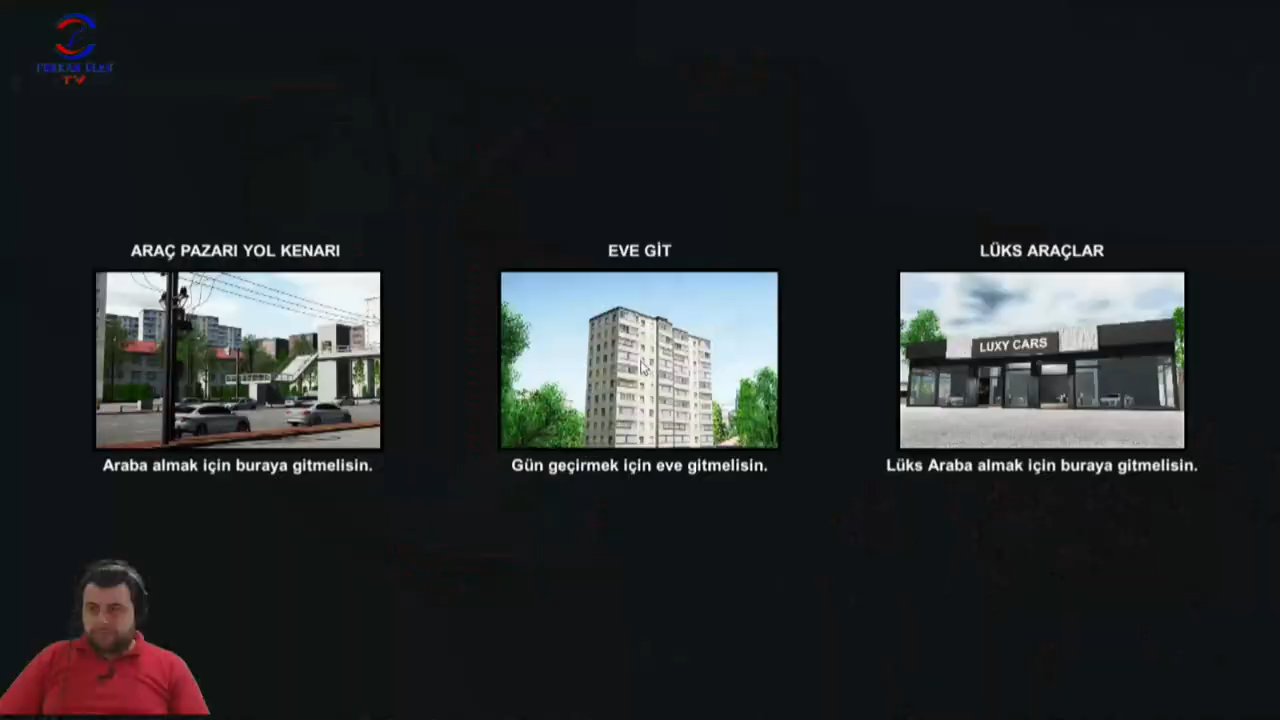 TV
ARAÇ PAZARI YOL KENARI
EVE GİT
LÜKS ARAÇLAR
LUXY CARS
Araba almak için buraya gitmelisin.
Gün geçirmek için eve gitmelisin.
Lüks Araba almak için buraya gitmelisin.